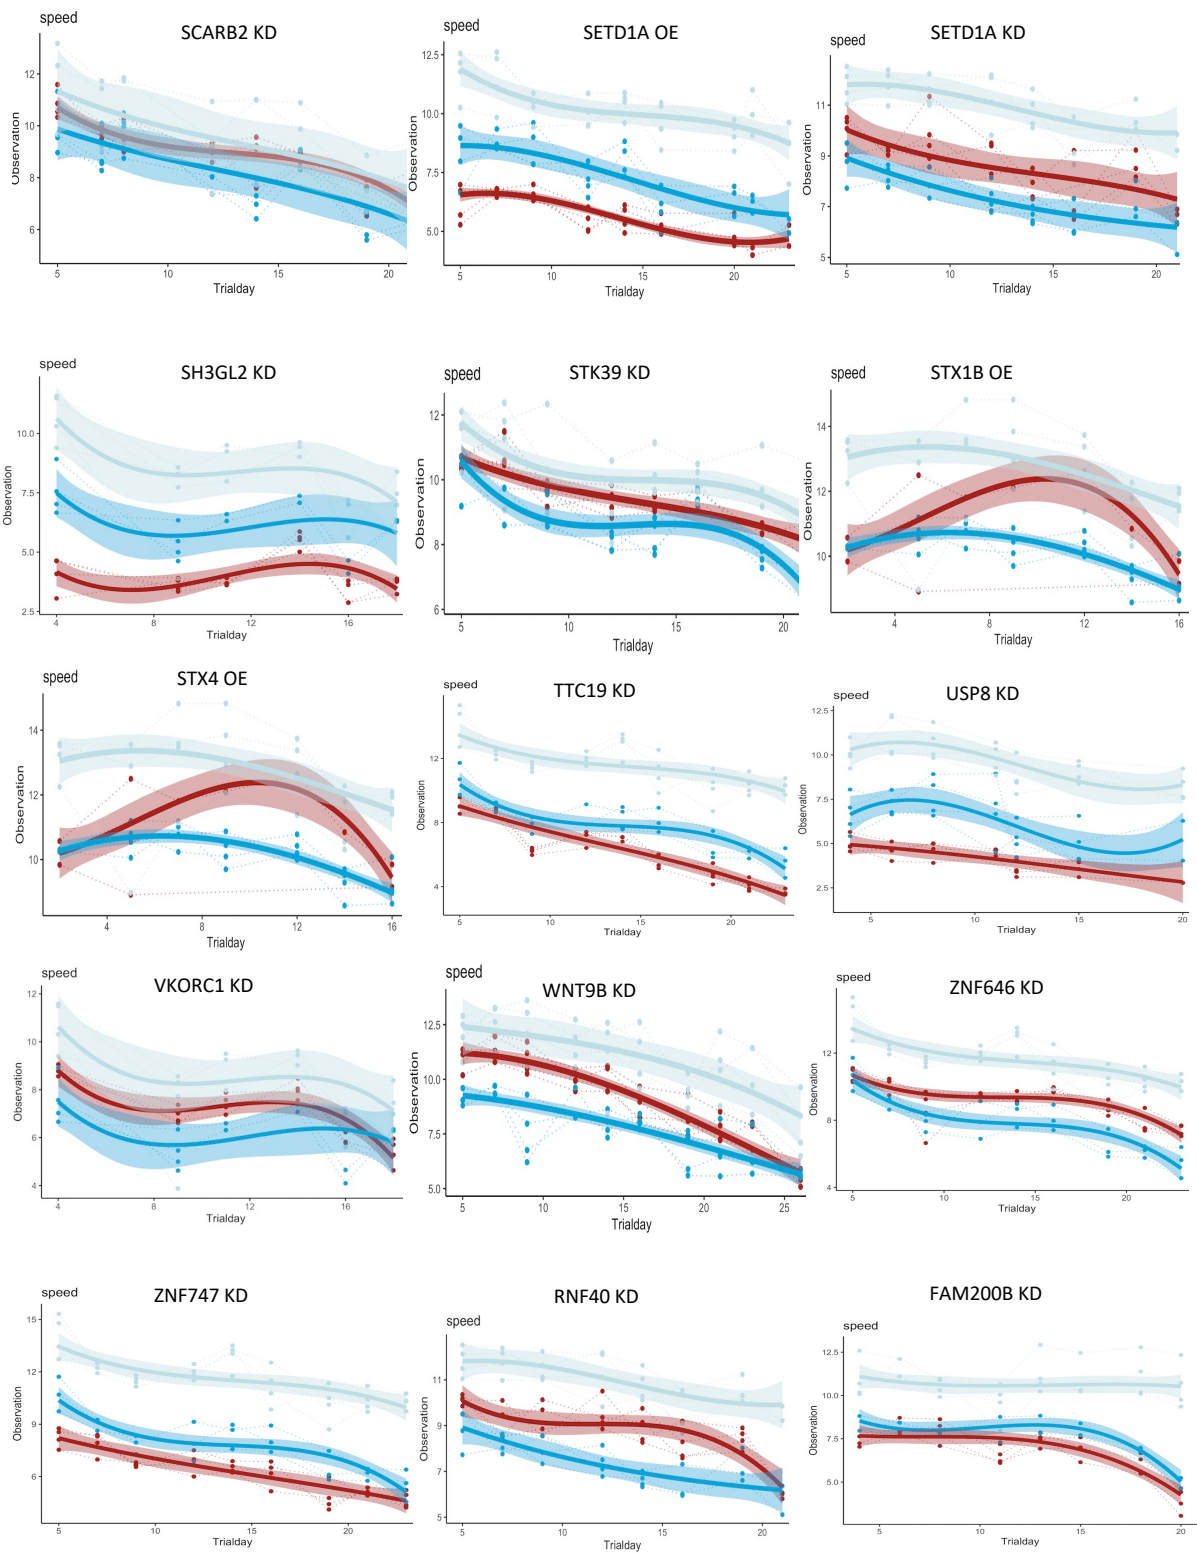 speed
SCARB2 KD
Observation
12
10
8
6
5
10
15
20
Trialday
speed
SETD1A OE
Observation
12.5
10.0
7.5
5.0
5
10
15
20
Trialday
speed
SETD1A KD
Observation
11
9
7
5
5
10
15
20
Trialday
speed
SH3GL2 KD
Observation
10.0
7.5
5.0
2.5
4
8
12
16
Trialday
speed
STK39 KD
Observation
12
10
8
6
5
10
15
20
Trialday
speed
STX1B OE
Observation
14
12
10
4
8
12
16
Trialday
speed
STX4 OE
Observation
14
12
10
4
8
12
16
Trialday
speed
TTC19 KD
Observation
12
8
4
5
10
15
20
Trialday
speed
USP8 KD
Observation
12.5
10.0
7.5
5.0
2.5
5
10
15
20
Trialday
speed
VKORC1 KD
Observation
12
10
8
6
4
4
8
12
16
Trialday
speed
WNT9B KD
Observation
12.5
10.0
7.5
5.0
5
10
15
20
25
Trialday
speed
ZNF646 KD
Observation
12
8
4
5
10
15
20
Trialday
speed
ZNF747 KD
Observation
15
12
9
6
5
10
15
20
Trialday
speed
RNF40 KD
Observation
11
9
7
5
5
10
15
20
Trialday
speed
FAM200B KD
Observation
12.5
10.0
7.5
5.0
5
10
15
20
Trialday